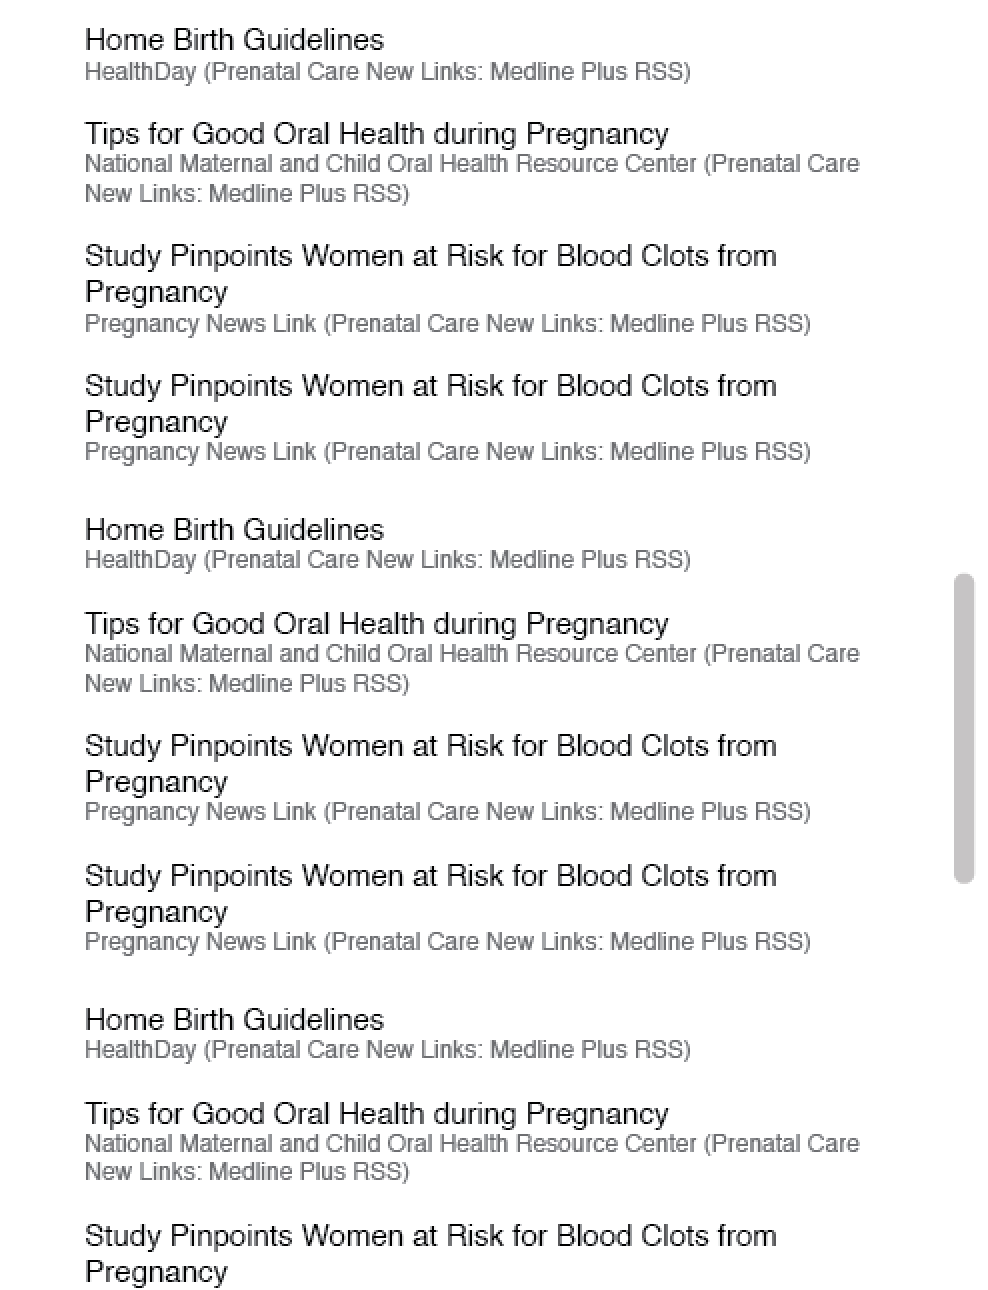 Home Birth Guidelines
HealthDay (Prenatal Care New Links: Medline Plus RSS)
Tips for Good Oral Health during Pregnancy
National Maternal and Child Oral Health Resource Center (Prenatal Care
New Links: Medline Plus RSS)
Study Pinpoints Women at Risk for Blood Clots from
Pregnancy
Pregnancy News Link (Prenatal Care New Links: Medline Plus RSS)
Study Pinpoints Women at Risk for Blood Clots from
Pregnancy
Pregnancy News Link (Prenatal Care New Links: Medline Plus RSS)
Home Birth Guidelines
HealthDay (Prenatal Care New Links: Medline Plus RSS)
Tips for Good Oral Health during Pregnancy
National Maternal and Child Oral Health Resource Center (Prenatal Care
New Links: Medline Plus RSS)
Study Pinpoints Women at Risk for Blood Clots from
Pregnancy
Pregnancy News Link (Prenatal Care New Links: Medline Plus RSS)
Study Pinpoints Women at Risk for Blood Clots from
Pregnancy
Pregnancy News Link (Prenatal Care New Links: Medline Plus RSS)
Home Birth Guidelines
HealthDay (Prenatal Care New Links: Medline Plus RSS)
Tips for Good Oral Health during Pregnancy
National Maternal and Child Oral Health Resource Center (Prenatal Care
New Links: Medline Plus RSS)
Study Pinpoints Women at Risk for Blood Clots from
Pregnancy